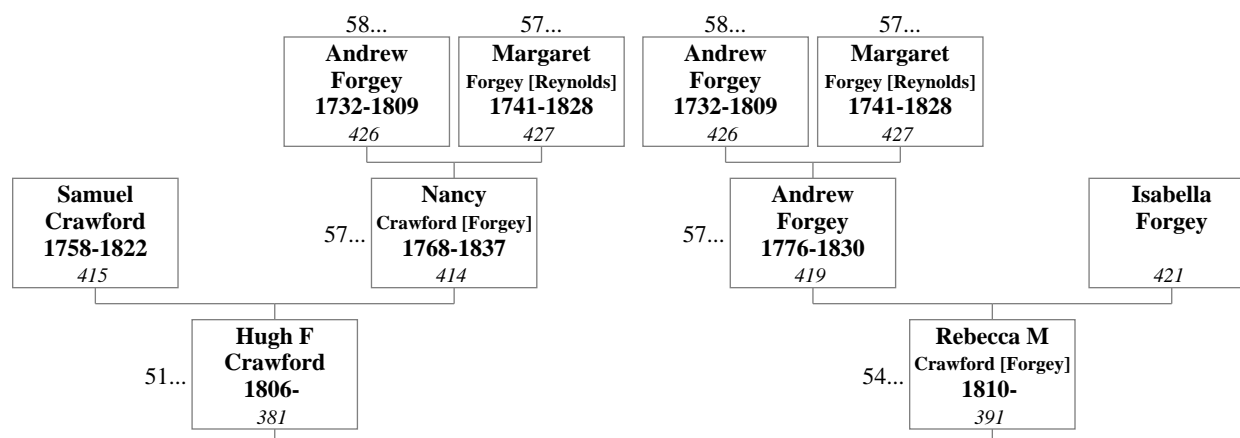 58...
57...
58...
57...
Andrew
Forgey
1732-1809
426
Margaret
Forgey [Reynolds]
1741-1828
427
Andrew
Forgey
1732-1809
426
Margaret
Forgey [Reynolds]
1741-1828
427
Samuel
Crawford
1758-1822
415
57...
Nancy
Crawford [Forgey]
1768-1837
414
57...
Andrew
Forgey
1776-1830
419
Isabella
Forgey
421
51...
Hugh F
Crawford
1806-
381
54...
Rebecca M
Crawford [Forgey]
1810-
391